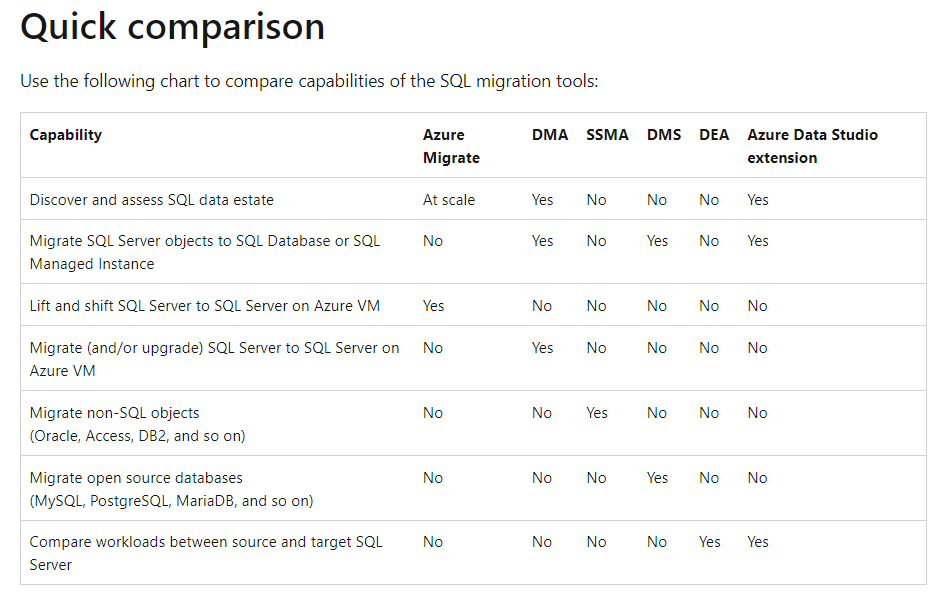 Quick comparison
Use the following chart to compare capabilities of the SQL migration tools:
Capability Azure Migrate DMA SSMA DMS DEA Azure Data Studio extension
Discover and assess SQL data estate At scale Yes No No No Yes
Migrate SQL Server objects to SQL Database or SQL Managed Instance No Yes No Yes No Yes
Lift and shift SQL Server to SQL Server on Azure VM Yes No No No No No
Migrate (and/or upgrade) SQL Server to SQL Server on Azure VM No Yes No No No No
Migrate non-SQL objects (Oracle, Access, DB2, and so on) No No Yes No No No
Migrate open source databases (MySQL, PostgreSQL, MariaDB, and so on) No No No Yes No No
Compare workloads between source and target SQL Server No No No No Yes Yes